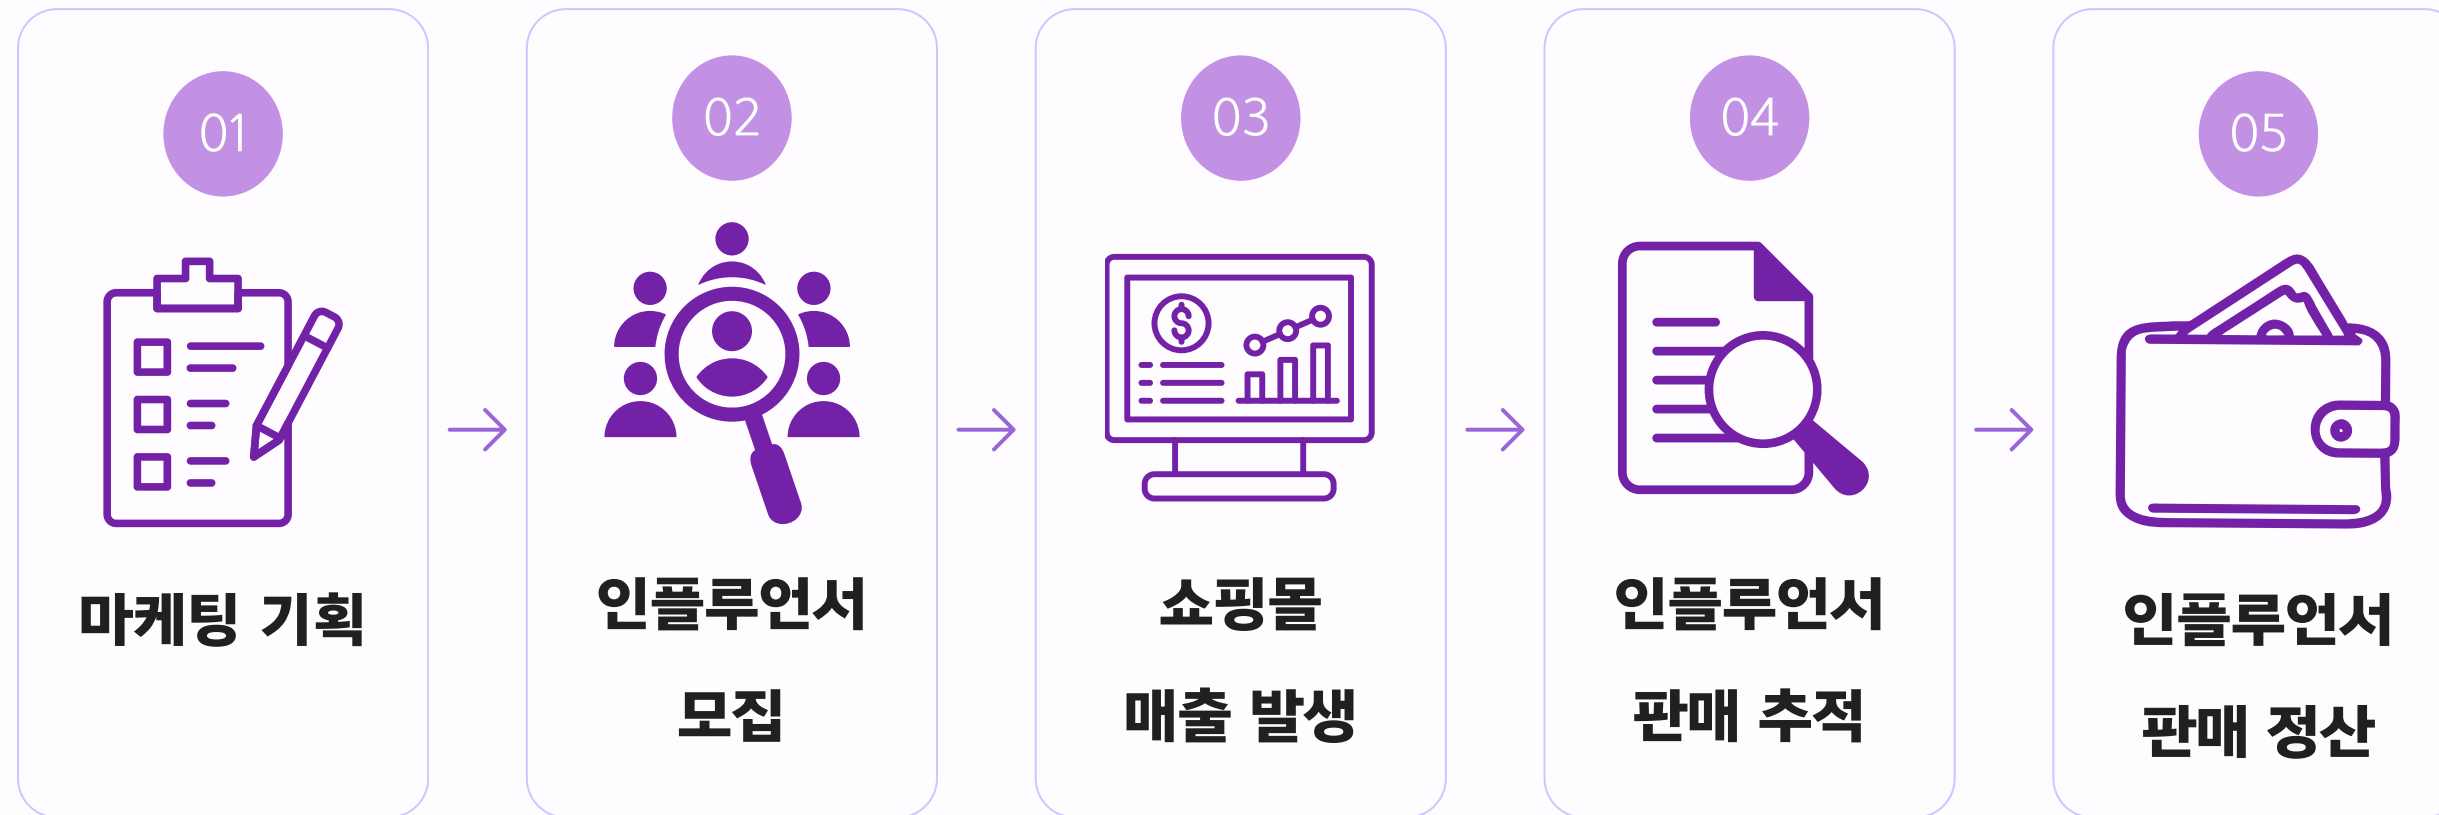 01
마케팅 기획
02
인플루언서
모집
03
$
쇼핑몰
매출 발생
04
인플루언서
판매 추적
05
인플루언서
판매 정산